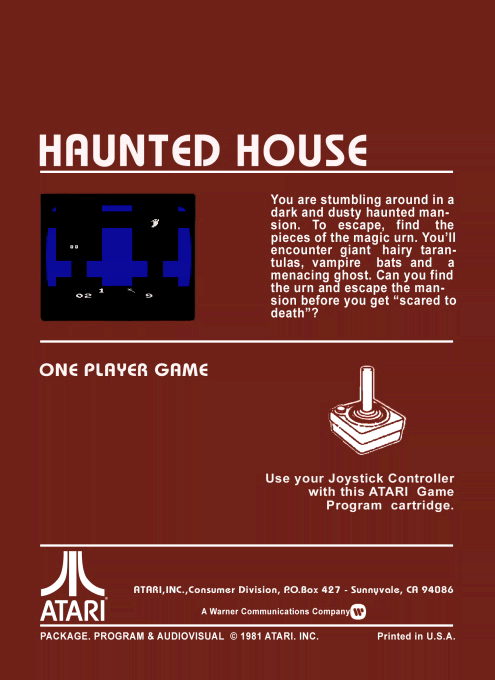 HAUNTED HOUSE
You are stumbling around in a
dark and dusty haunted man-
sion. To escape, find the
pieces of the magic urn. You'll
encounter giant hairy taran-
tulas, vampire bats and a
menacing ghost. Can you find
the urn and escape the man-
sion before you get “scared to
death”?
02 1 9
ONE PLAYER GAME
Use your Joystick Controller
with this ATARI Game
Program cartridge.
ATARI
ATARI,INC.,Consumer Division, P.O.Box 427 - Sunnyvale, CA 94086
A Warner Communications Company
PACKAGE. PROGRAM & AUDIOVISUAL © 1981 ATARI. INC.
Printed in U.S.A.